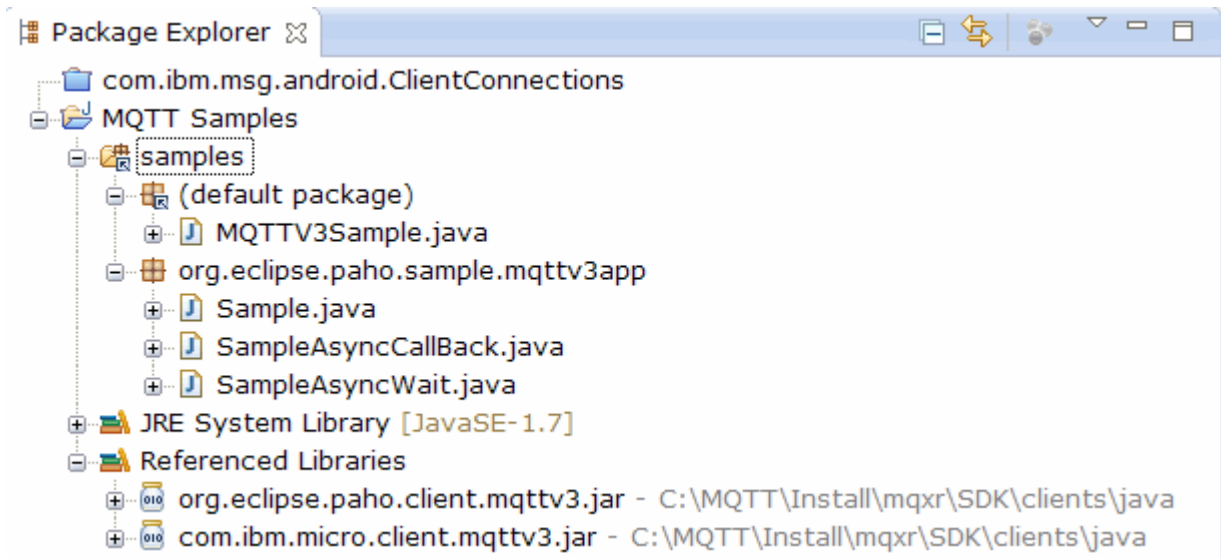 Package Explorer
com.ibm.msg.android.ClientConnections
MQTT Samples
samples
(default package)
MQTTV3Sample.java
org.eclipse.paho.sample.mqttv3app
Sample.java
SampleAsyncCallBack.java
SampleAsyncWait.java
JRE System Library [JavaSE-1.7]
Referenced Libraries
org.eclipse.paho.client.mqttv3.jar - C:\MQTT\Install\mqxr\SDK\clients\java
com.ibm.micro.client.mqttv3.jar - C:\MQTT\Install\mqxr\SDK\clients\java